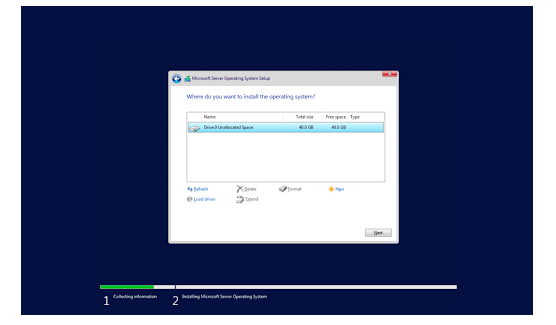 Microsoft Server Operating System Setup
Where do you want to install the operating system?
Name Total size Free space Type
Drive 0 Unallocated Space 40.0 GB 40.0 GB
Refresh Delete Format New
Load driver Extend
Next
1 Collecting information 2 Installing Microsoft Server Operating System